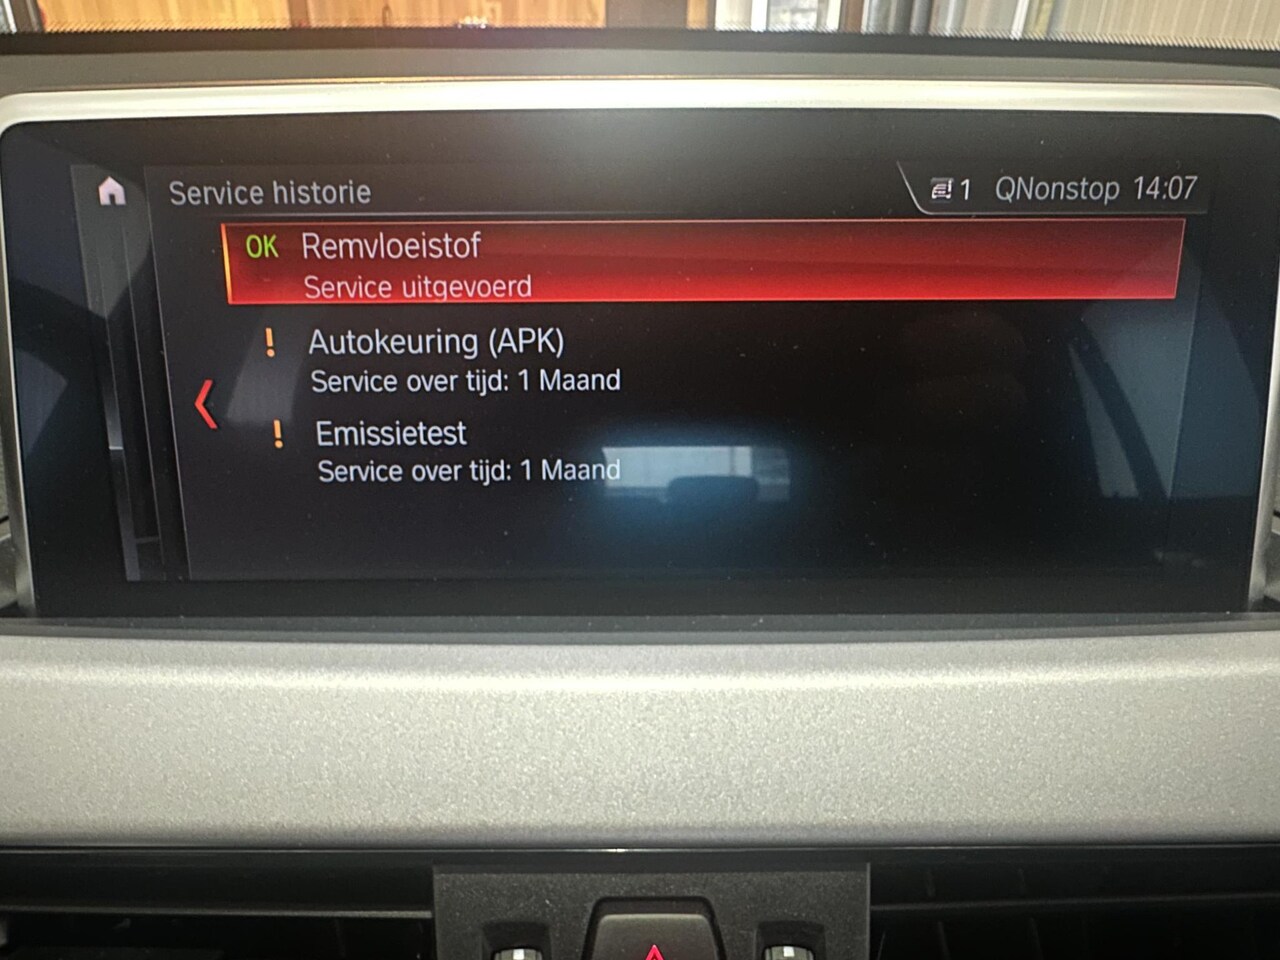 Service historie
1 QNonstop 14:07
OK Remvloeistof
Service uitgevoerd
! Autokeuring (APK)
Service over tijd: 1 Maand
! Emissietest
Service over tijd: 1 Maand